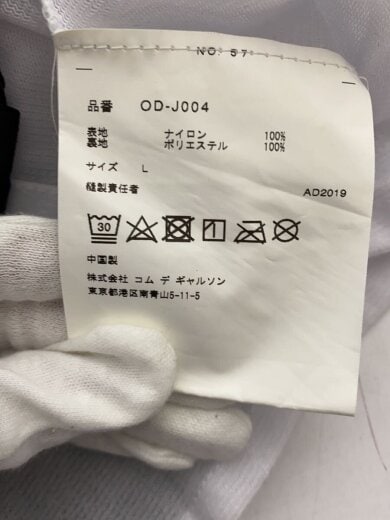 NO. 57
品番 OD-J004
表地 ナイロン 100%
裏地 ポリエステル 100%
サイズ L
縫製責任者 AD2019
30
中国製
株式会社 コム デ ギャルソン
東京都港区南青山5-11-5